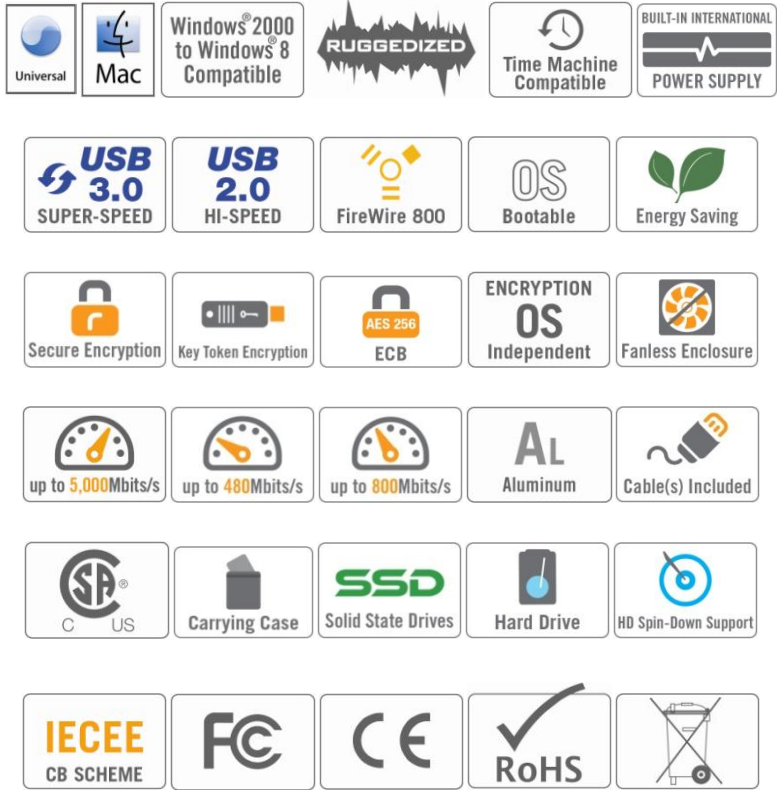 Universal
Mac
Windows® 2000
to Windows® 8
Compatible
RUGGEDIZED
Time Machine
Compatible
BUILT-IN INTERNATIONAL
POWER SUPPLY
USB
3.0
SUPER-SPEED
USB
2.0
HI-SPEED
FireWire 800
OS
Bootable
Energy Saving
Secure Encryption
Key Token Encryption
AES 256
ECB
ENCRYPTION
OS
Independent
Fanless Enclosure
up to 5,000Mbits/s
up to 480Mbits/s
up to 800Mbits/s
AL
Aluminum
Cable(s) Included
SA ®
C US
Carrying Case
SSD
Solid State Drives
Hard Drive
HD Spin-Down Support
IECEE
CB SCHEME
FC
CE
RoHS